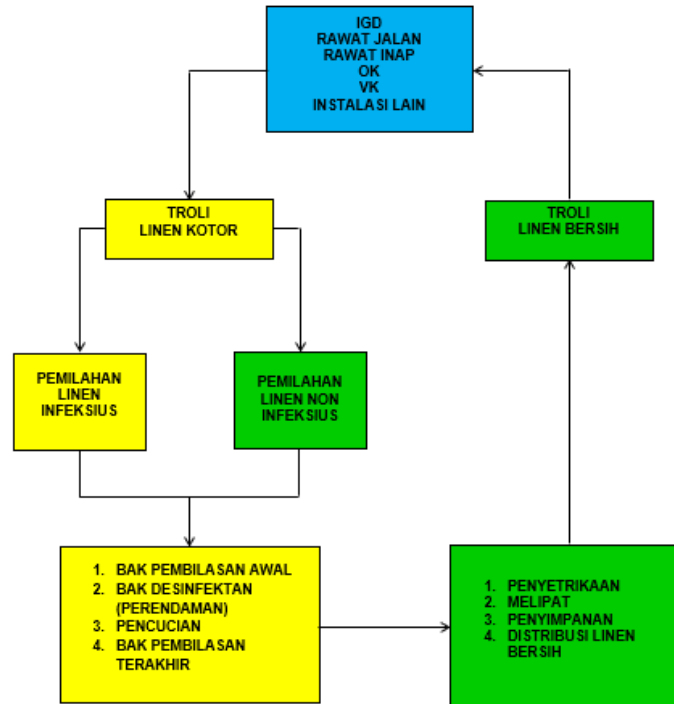 IGD
RAWAT JALAN
RAWAT INAP
OK
VK
INSTALASI LAIN
TROLI
LINEN KOTOR
TROLI
LINEN BERSIH
PEMILAHAN
LINEN
INFEKSIUS
PEMILAHAN
LINEN NON
INFEKSIUS
1. BAK PEMBILASAN AWAL
2. BAK DESINFEKTAN
(PERENDAMAN)
3. PENCUCIAN
4. BAK PEMBILASAN
TERAKHIR
1. PENYETRIKAAN
2. MELIPAT
3. PENYIMPANAN
4. DISTRIBUSI LINEN
BERSIH